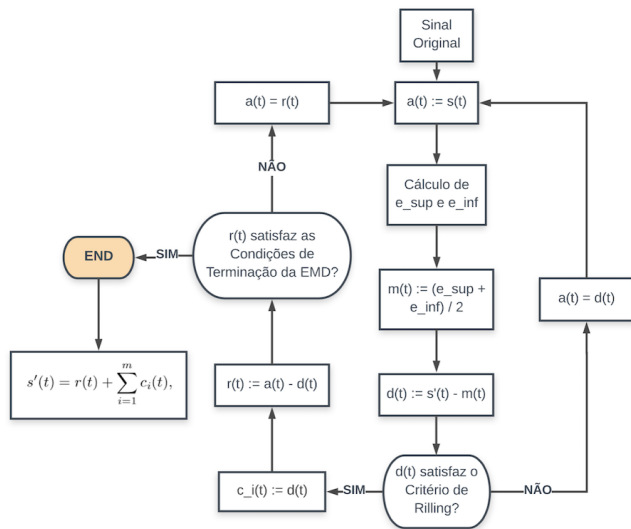 Sinal
Original
a(t) = r(t)
a(t) := s(t)
NÃO
Cálculo de
e_sup e e_inf
END
SIM
r(t) satisfaz as
Condições de
Terminação da EMD?
m(t) := (e_sup +
e_inf) / 2
a(t) = d(t)
s'(t) = r(t) + \sum_{i=1}^{m} c_i(t),
r(t) := a(t) - d(t)
d(t) := s'(t) - m(t)
c_i(t) := d(t)
SIM
d(t) satisfaz o
Critério de
Rilling?
NÃO